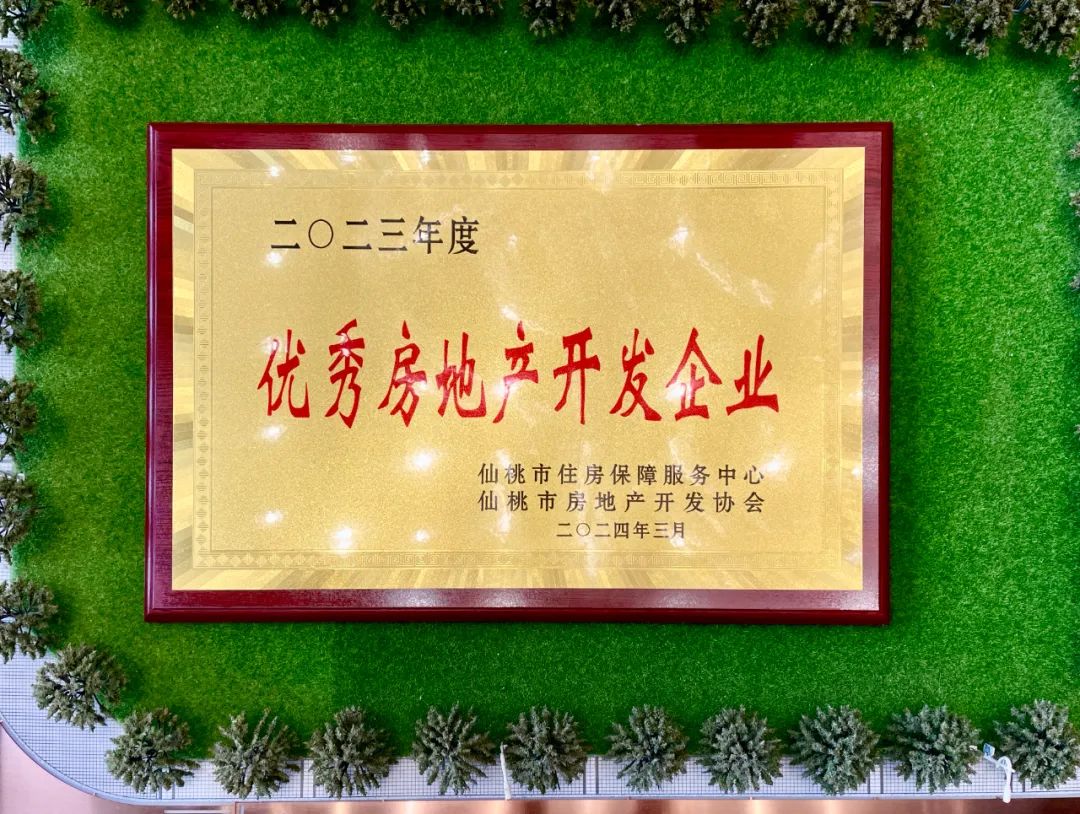 二〇二三年度
优秀房地产开发企业
仙桃市住房保障服务中心
仙桃市房地产开发协会
二〇二四年三月